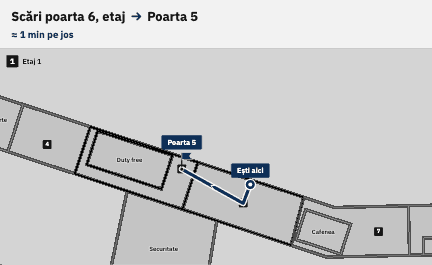 Scări poarta 6, etaj → Poarta 5
≈ 1 min pe jos
1 Etaj 1
4
Duty free
Poarta 5
Ești aici
Cafenea
7
Securitate